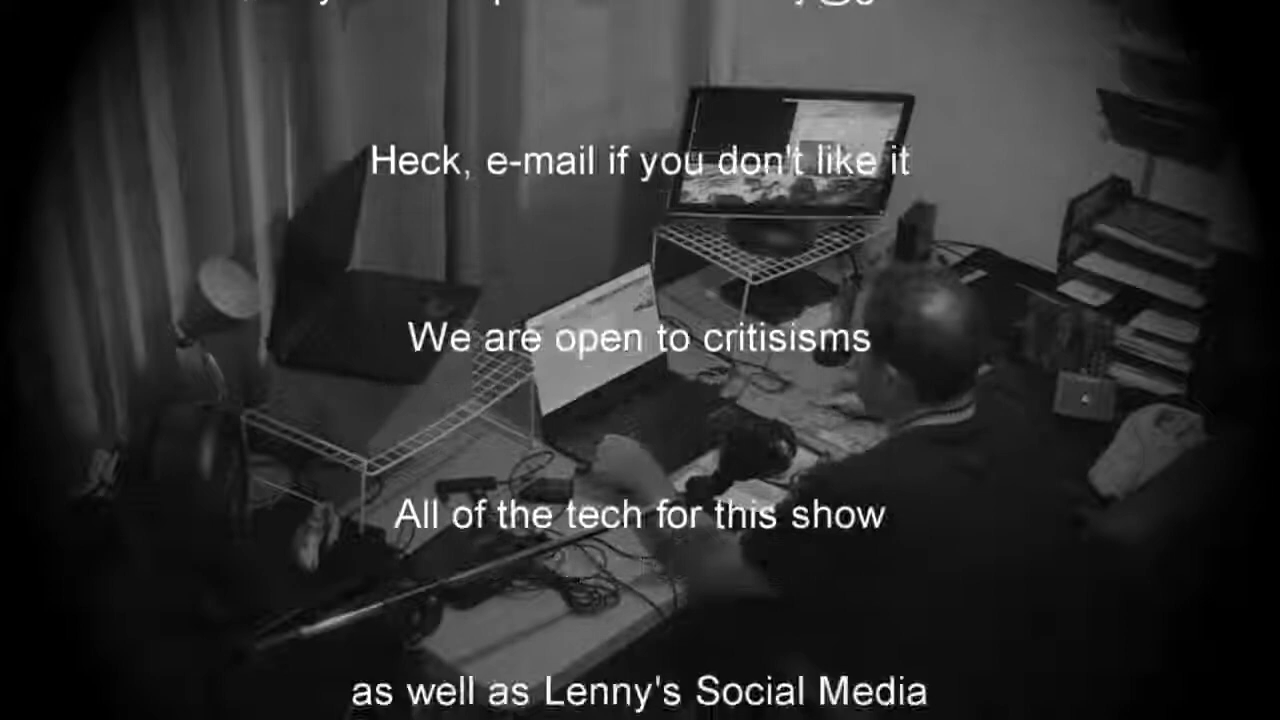 Heck, e-mail if you don't like it
We are open to critisisms
All of the tech for this show
as well as Lenny's Social Media